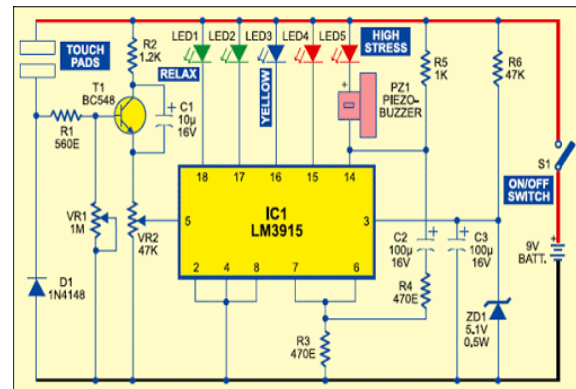 TOUCH
PADS
R2
1.2K
LED1
LED2
LED3
LED4
LED5
HIGH
STRESS
RELAX
YELLOW
T1
BC548
C1
10µ
16V
R1
560E
PZ1
PIEZO-
BUZZER
R5
1K
R6
47K
S1
ON/OFF
SWITCH
18
17
16
15
14
IC1
LM3915
5
3
2
4
8
7
6
VR1
1M
VR2
47K
C2
100µ
16V
C3
100µ
16V
9V
BATT.
D1
1N4148
R3
470E
R4
470E
ZD1
5.1V
0.5W